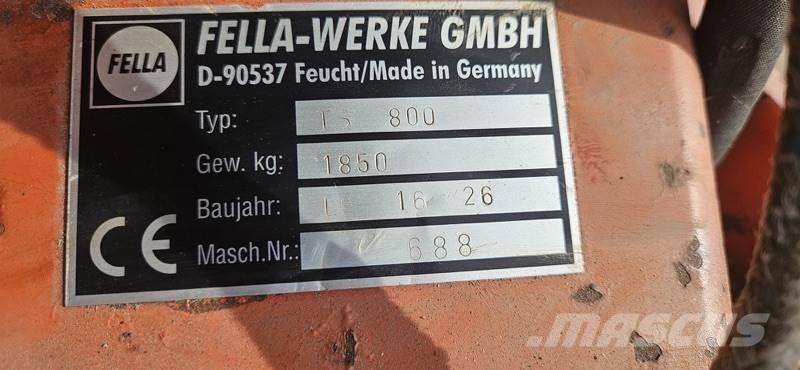 FELLA
FELLA-WERKE GMBH
D-90537 Feucht/Made in Germany
Typ: TS 800
Gew. kg: 1850
Baujahr: L 16 26
Masch.Nr.: 688
CE
MASCUS